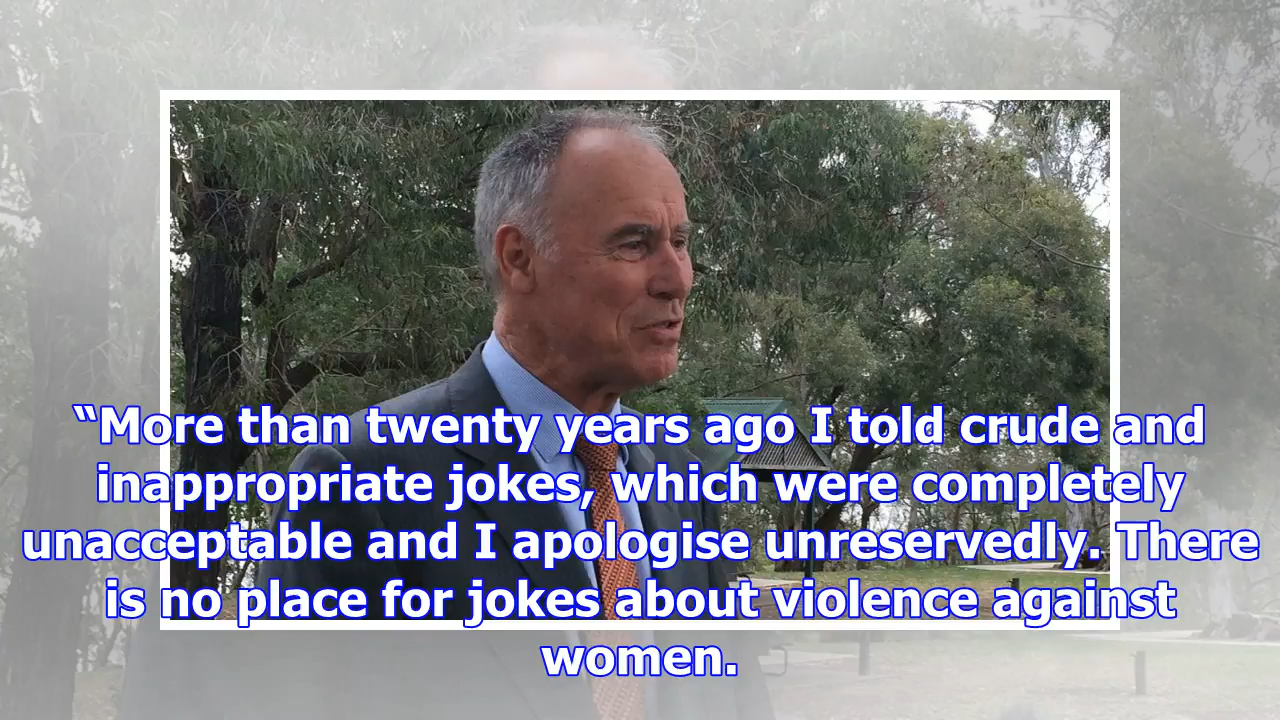 “More than twenty years ago I told crude and
inappropriate jokes, which were completely
unacceptable and I apologise unreservedly. There
is no place for jokes about violence against
women.